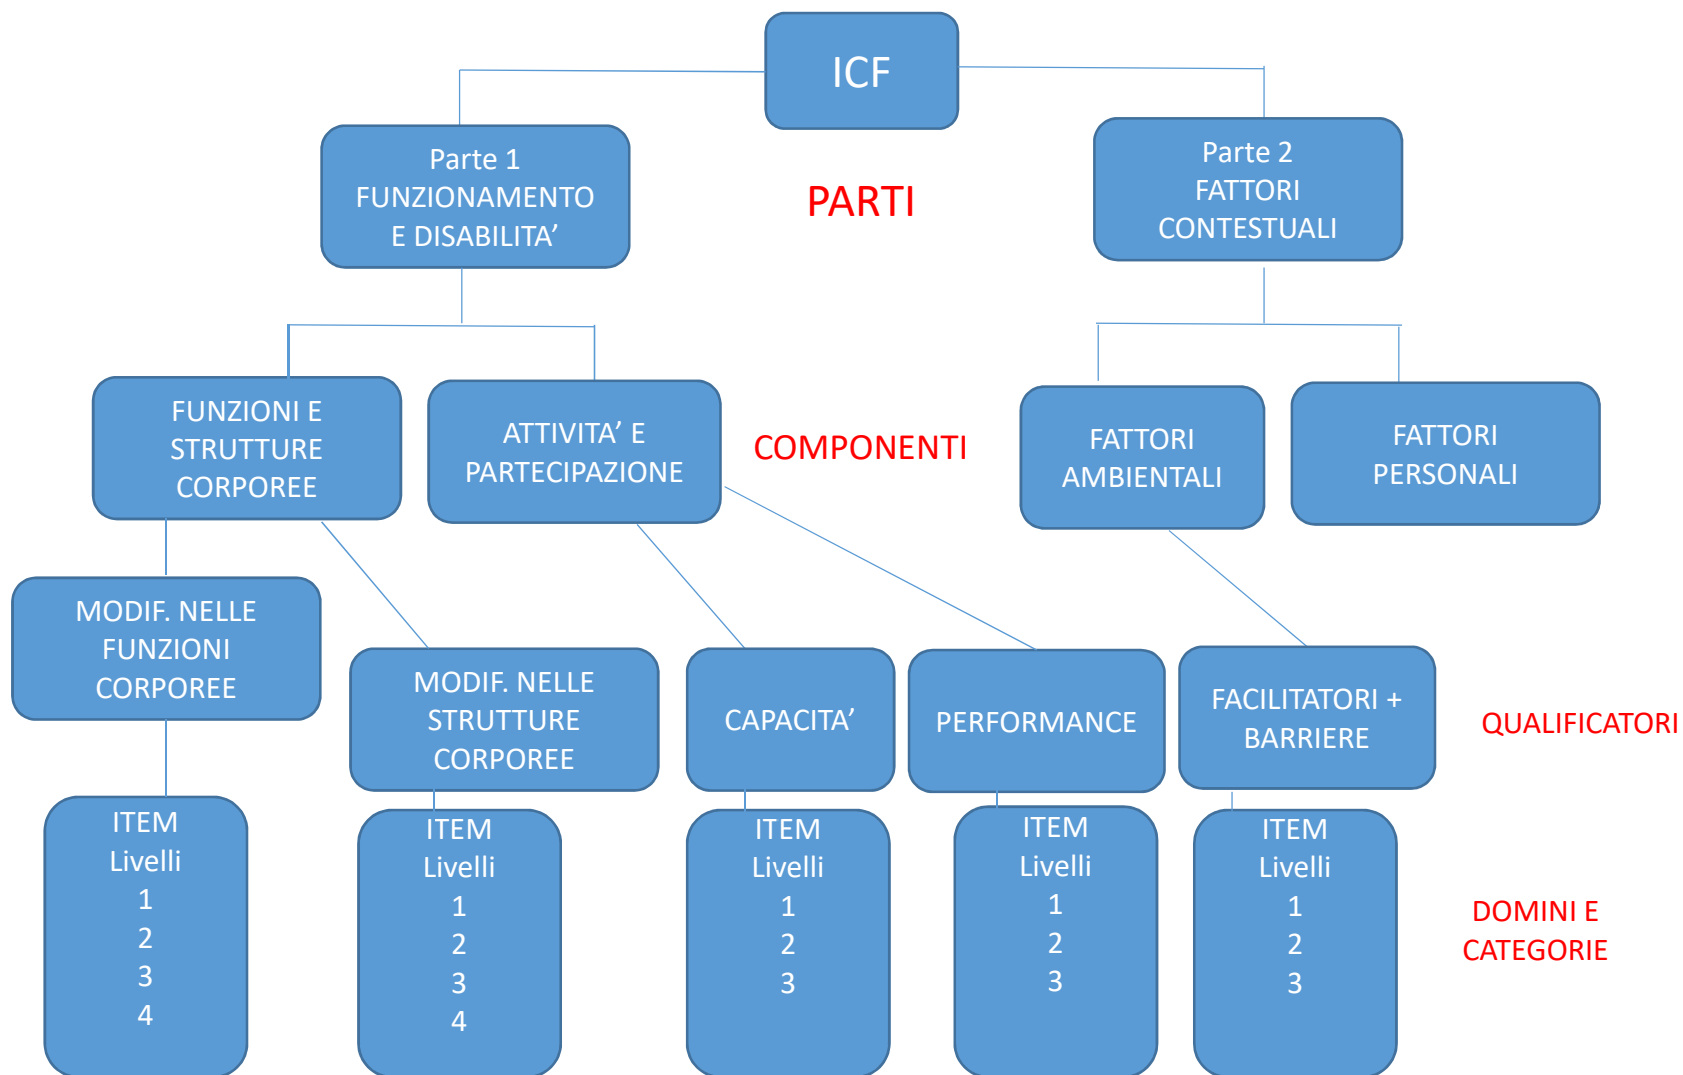 ICF
Parte 1
FUNZIONAMENTO
E DISABILITA’
PARTI
Parte 2
FATTORI
CONTESTUALI
FUNZIONI E
STRUTTURE
CORPOREE
ATTIVITA’ E
PARTECIPAZIONE
COMPONENTI
FATTORI
AMBIENTALI
FATTORI
PERSONALI
MODIF. NELLE
FUNZIONI
CORPOREE
MODIF. NELLE
STRUTTURE
CORPOREE
CAPACITA’
PERFORMANCE
FACILITATORI +
BARRIERE
QUALIFICATORI
ITEM
Livelli
1
2
3
4
ITEM
Livelli
1
2
3
4
ITEM
Livelli
1
2
3
ITEM
Livelli
1
2
3
ITEM
Livelli
1
2
3
DOMINI E
CATEGORIE